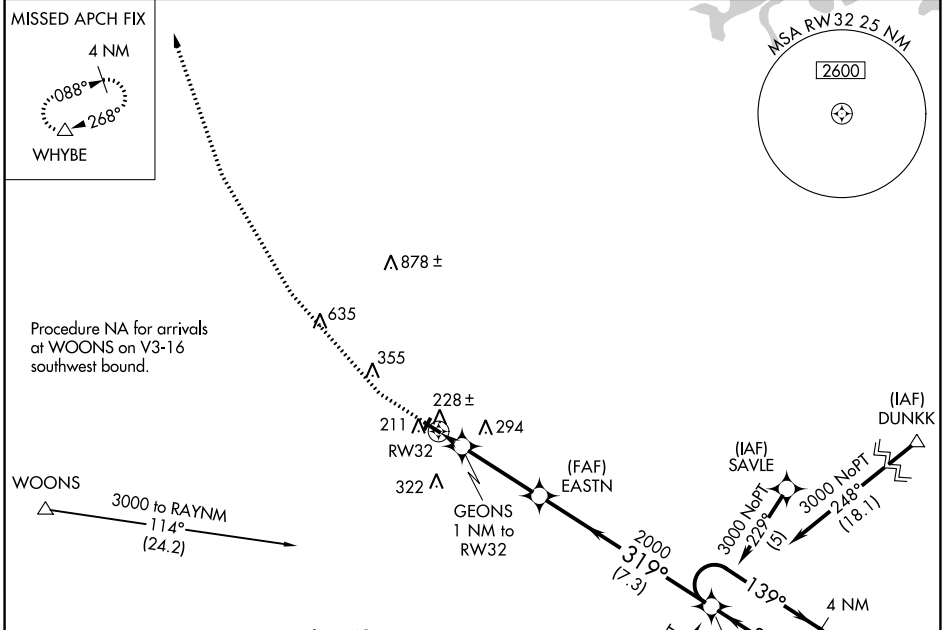 MISSED APCH FIX
4 NM
088°
268°
WHYBE
MSA RW32 25 NM
2600
878 ±
635
Procedure NA for arrivals
at WOONS on V3-16
southwest bound.
355
228 ±
211
294
RW32
322
(IAF)
DUNKK
(IAF)
SAVLE
(FAF)
EASTN
GEONS
1 NM to
RW32
WOONS
3000 to RAYNM
114°
(24.2)
3000 NoPT
229°
(5)
3000 NoPT
248°
(18.1)
2000
319°
(7.3)
139°
4 NM